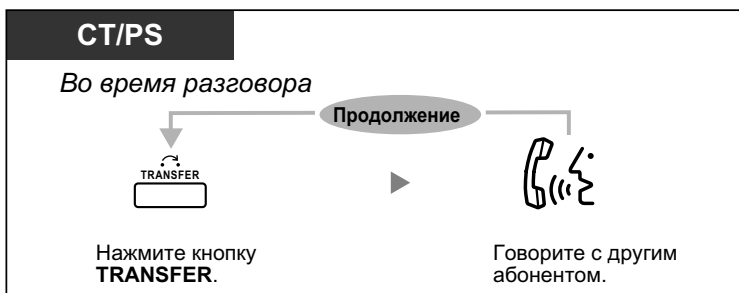 CT/PS
Во время разговора
Продолжение
TRANSFER
Нажмите кнопку
TRANSFER.
Говорите с другим
абонентом.